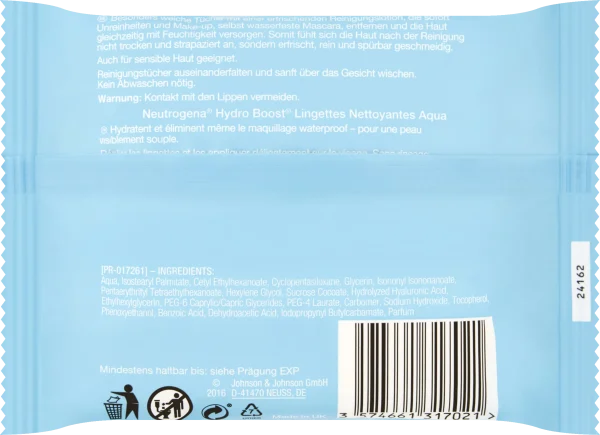 ® Besonders weiche Tücher
Unreinheiten und Make-up, selbst wasserfeste Mascara, entfernen und die Haut
gleichzeitig mit Feuchtigkeit versorgen. Somit fühlt sich die Haut nach der Reinigung
nicht trocken und strapaziert an, sondern erfrischt, rein und spürbar geschmeidig.
Auch für sensible Haut geeignet.
Reinigungstücher auseinanderfalten und sanft über das Gesicht wischen.
Kein Abwaschen nötig.
Warnung: Kontakt mit den Lippen vermeiden.
Neutrogena® Hydro Boost® Lingettes Nettoyantes Aqua
® Hydratent et éliminent même le maquillage waterproof – pour une peau
visiblement souple.
[PR-017261] – INGREDIENTS:
Aqua, Isostearyl Palmitate, Cetyl Ethylhexanoate, Cyclopentasiloxane, Glycerin, Isononyl Isononanoate,
Pentaerythrityl Tetraethylhexanoate, Hexylene Glycol, Sucrose Cocoate, Hydrolyzed Hyaluronic Acid,
Ethylhexylglycerin, PEG-6 Caprylic/Capric Glycerides, PEG-4 Laurate, Carbomer, Sodium Hydroxide, Tocopherol,
Phenoxyethanol, Benzoic Acid, Dehydroacetic Acid, Iodopropynyl Butylcarbamate, Parfum
24162
Mindestens haltbar bis: siehe Prägung EXP
© Johnson & Johnson GmbH
2016 D-41470 NEUSS, DE
3 574661 317021 >